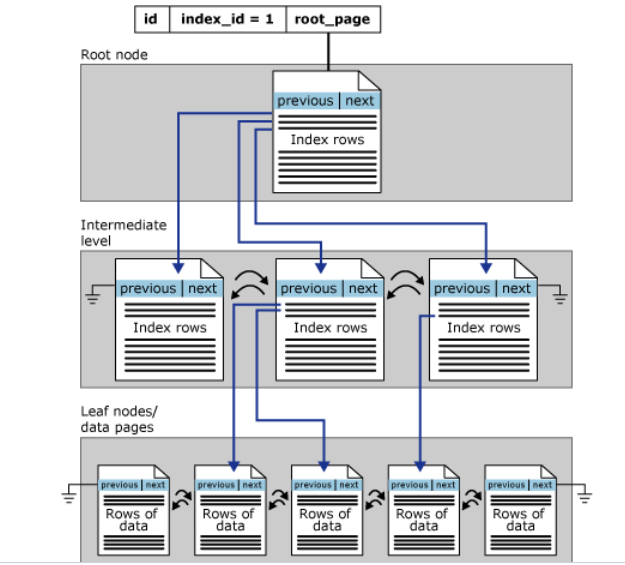 id index_id = 1 root_page
Root node
previous next
Index rows
Intermediate
level
previous next previous next previous next
Index rows Index rows Index rows
Leaf nodes/
data pages
previous next previous next previous next previous next previous next
Rows of Rows of Rows of Rows of Rows of
data data data data data